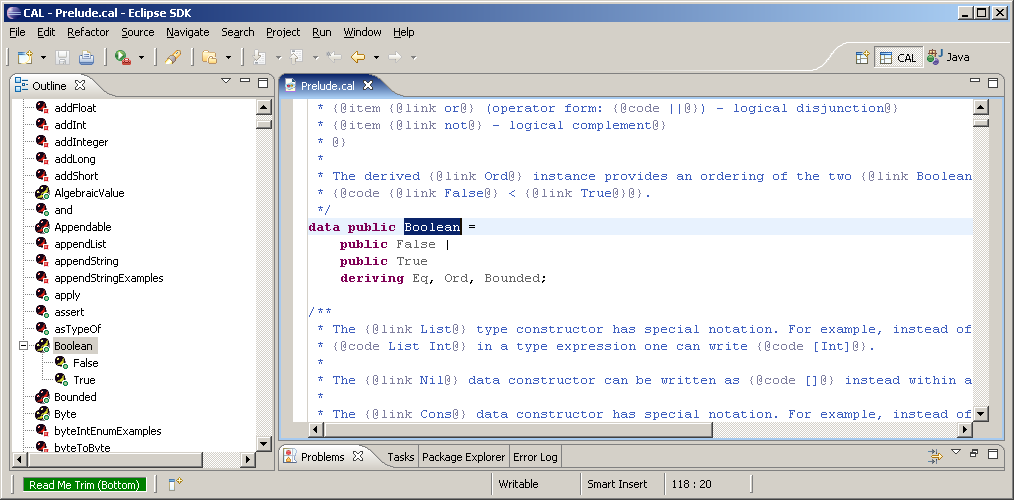 CAL - Prelude.cal - Eclipse SDK
File Edit Refactor Source Navigate Search Project Run Window Help
CAL Java
Outline
addFloat
addInt
addInteger
addLong
addShort
AlgebraicValue
and
Appendable
appendList
appendString
appendStringExamples
apply
assert
asTypeOf
Boolean
False
True
Bounded
Byte
byteIntEnumExamples
byteToByte
Prelude.cal
* {@item {@link or@} (operator form: {@code ||@}) - logical disjunction@}
* {@item {@link not@} - logical complement@}
* @}
*
* The derived {@link Ord@} instance provides an ordering of the two {@link Boolean
* {@code {@link False@} < {@link True@}@}.
*/
data public Boolean =
public False |
public True
deriving Eq, Ord, Bounded;
/**
* The {@link List@} type constructor has special notation. For example, instead of
* {@code List Int@} in a type expression one can write {@code [Int]@}.
*
* The {@link Nil@} data constructor can be written as {@code []@} instead within a
*
* The {@link Cons@} data constructor has special notation. For example, instead of
Problems Tasks Package Explorer Error Log
Read Me Trim (Bottom) Writable Smart Insert 118 : 20